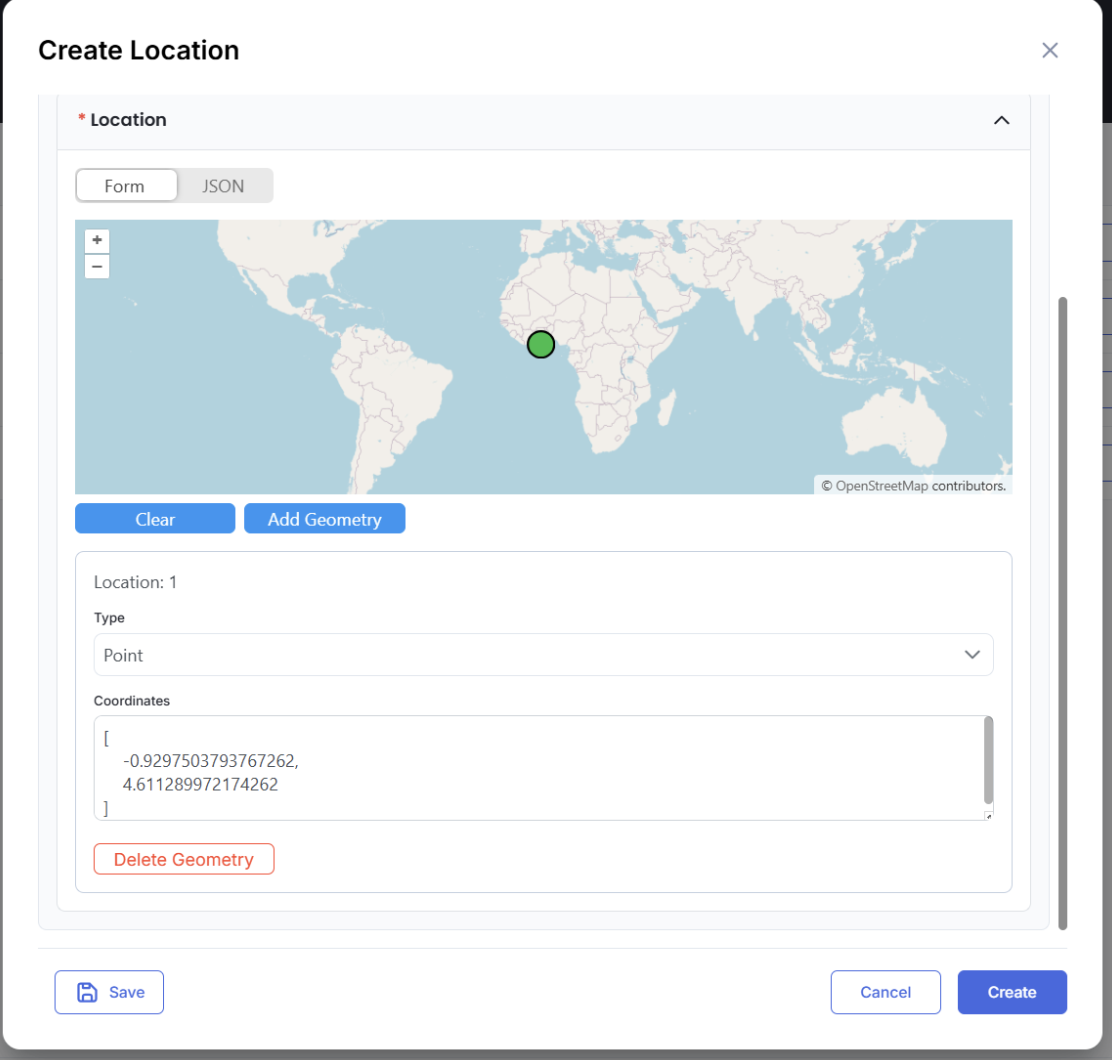 Create Location
* Location
Form
JSON
+
−
© OpenStreetMap contributors.
Clear
Add Geometry
Location: 1
Type
Point
Coordinates
[
-0.9297503793767262,
4.611289972174262
]
Delete Geometry
Save
Cancel
Create